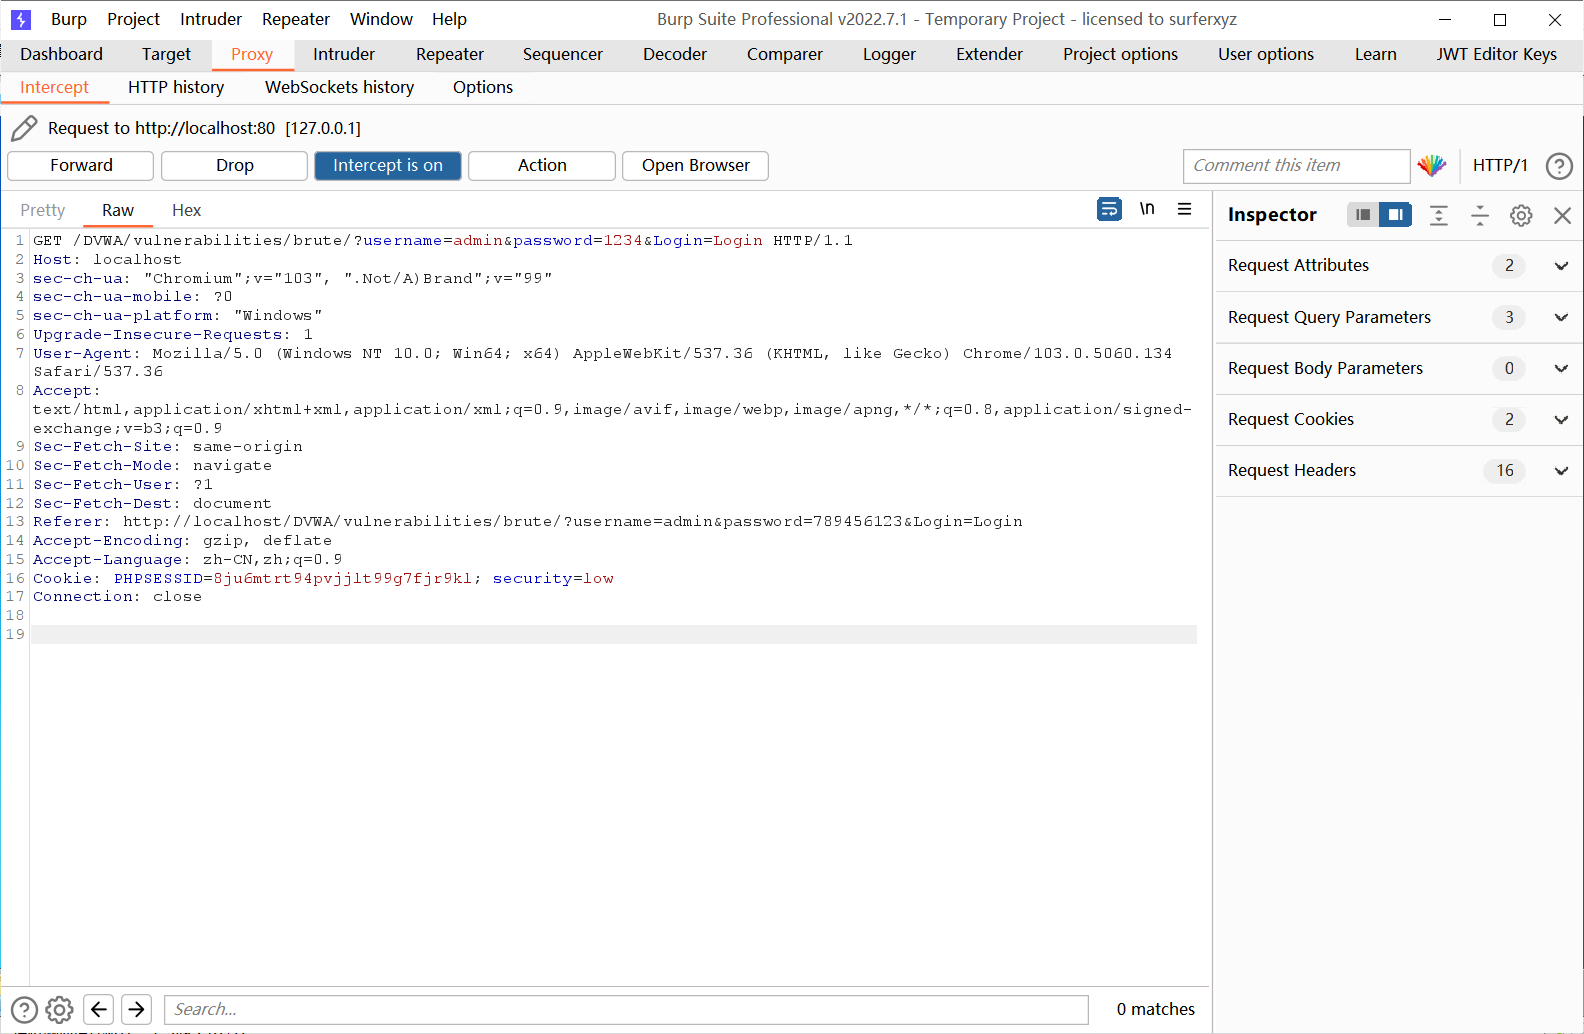 Burp Project Intruder Repeater Window Help Burp Suite Professional v2022.7.1 - Temporary Project - licensed to surferxyz
Dashboard Target Proxy Intruder Repeater Sequencer Decoder Comparer Logger Extender Project options User options Learn JWT Editor Keys
Intercept HTTP history WebSockets history Options
Request to http://localhost:80 [127.0.0.1]
Forward Drop Intercept is on Action Open Browser Comment this item HTTP/1
Pretty Raw Hex \n Inspector
1 GET /DVWA/vulnerabilities/brute/?username=admin&password=1234&Login=Login HTTP/1.1
2 Host: localhost
3 sec-ch-ua: "Chromium";v="103", ".Not/A)Brand";v="99"
4 sec-ch-ua-mobile: ?0
5 sec-ch-ua-platform: "Windows"
6 Upgrade-Insecure-Requests: 1
7 User-Agent: Mozilla/5.0 (Windows NT 10.0; Win64; x64) AppleWebKit/537.36 (KHTML, like Gecko) Chrome/103.0.5060.134
Safari/537.36
8 Accept:
text/html,application/xhtml+xml,application/xml;q=0.9,image/avif,image/webp,image/apng,*/*;q=0.8,application/signed-
exchange;v=b3;q=0.9
9 Sec-Fetch-Site: same-origin
10 Sec-Fetch-Mode: navigate
11 Sec-Fetch-User: ?1
12 Sec-Fetch-Dest: document
13 Referer: http://localhost/DVWA/vulnerabilities/brute/?username=admin&password=789456123&Login=Login
14 Accept-Encoding: gzip, deflate
15 Accept-Language: zh-CN,zh;q=0.9
16 Cookie: PHPSESSID=8ju6mtrt94pvjjlt99g7fjr9kl; security=low
17 Connection: close
18
19
Request Attributes 2
Request Query Parameters 3
Request Body Parameters 0
Request Cookies 2
Request Headers 16
Search... 0 matches